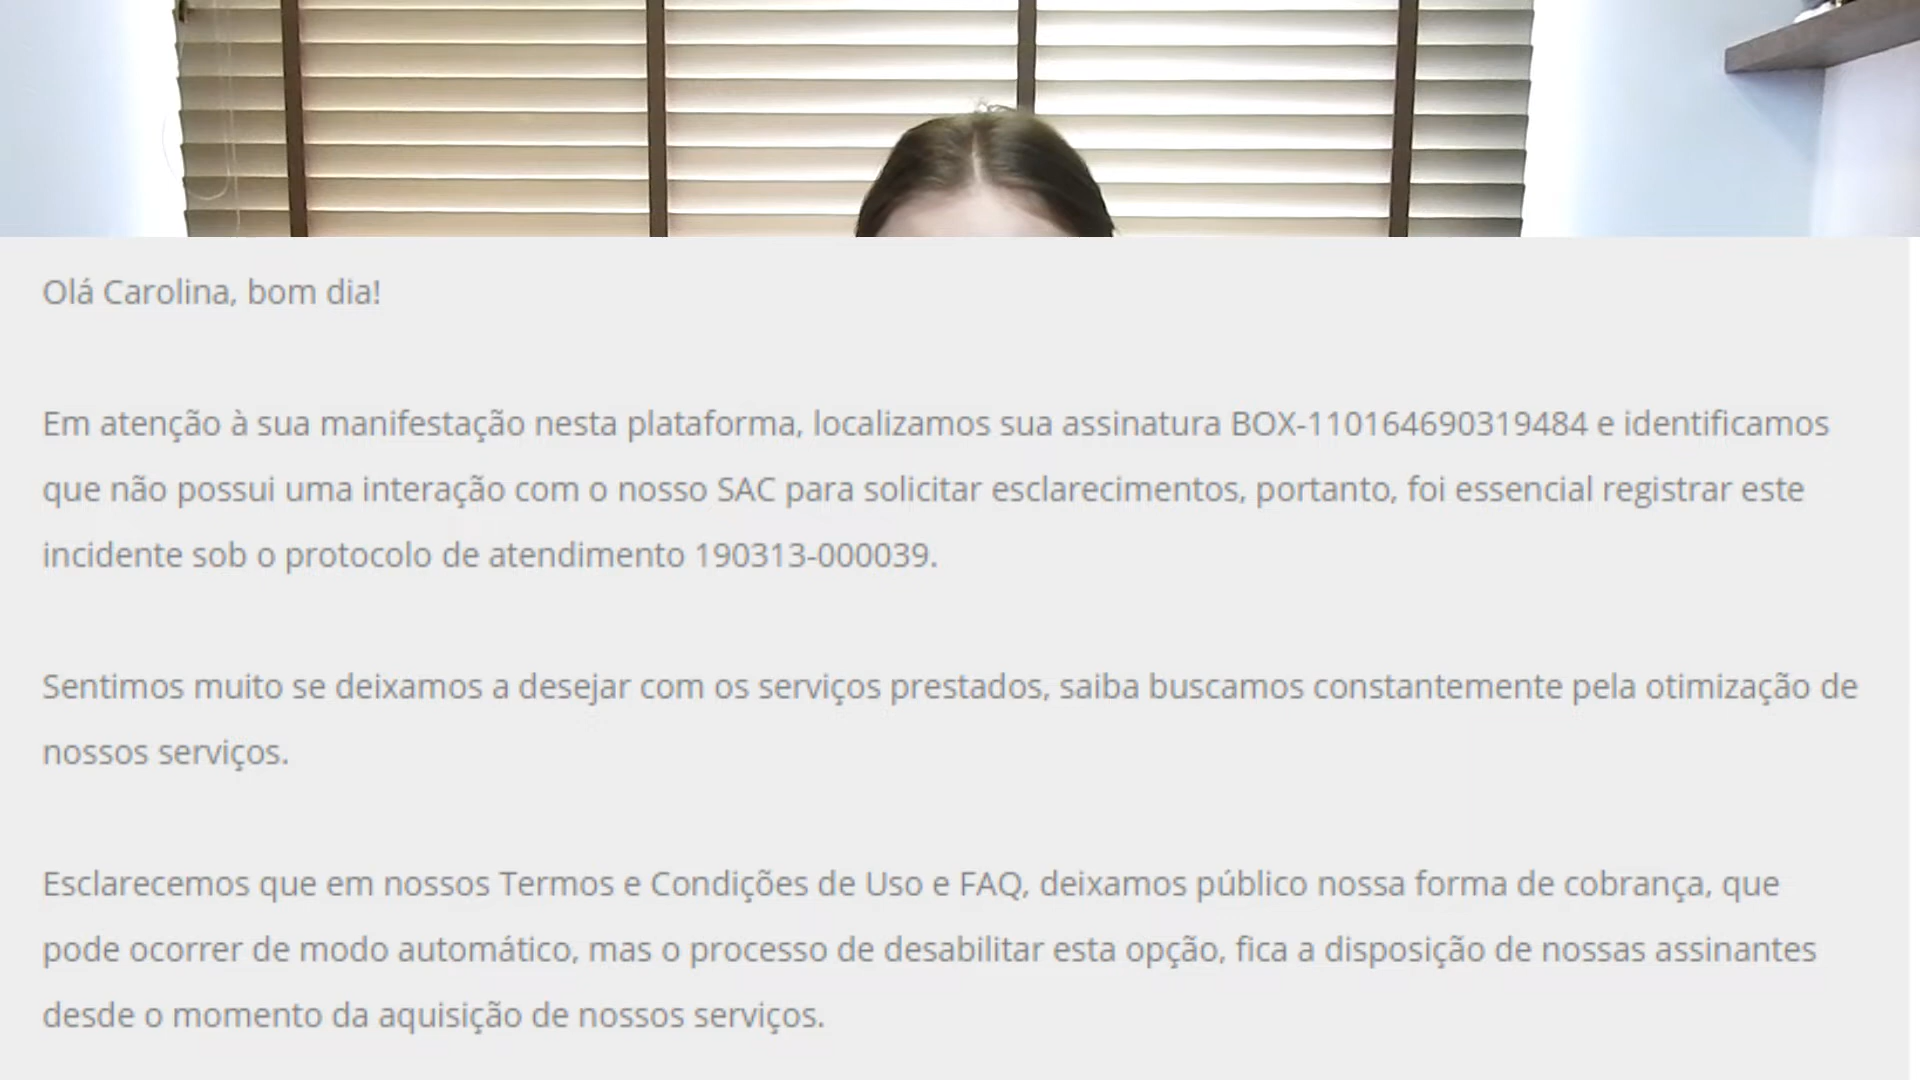 Olá Carolina, bom dia!
Em atenção à sua manifestação nesta plataforma, localizamos sua assinatura BOX-110164690319484 e identificamos
que não possui uma interação com o nosso SAC para solicitar esclarecimentos, portanto, foi essencial registrar este
incidente sob o protocolo de atendimento 190313-000039.
Sentimos muito se deixamos a desejar com os serviços prestados, saiba buscamos constantemente pela otimização de
nossos serviços.
Esclarecemos que em nossos Termos e Condições de Uso e FAQ, deixamos público nossa forma de cobrança, que
pode ocorrer de modo automático, mas o processo de desabilitar esta opção, fica a disposição de nossas assinantes
desde o momento da aquisição de nossos serviços.